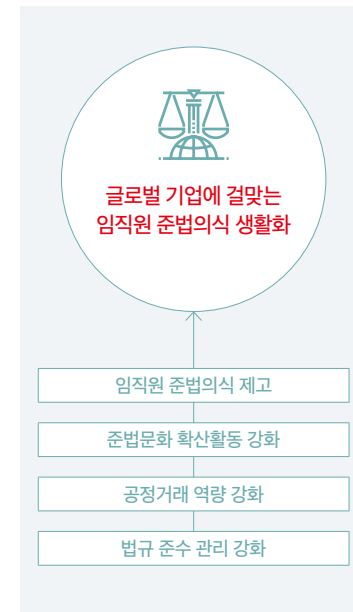 글로벌 기업에 걸맞는
임직원 준법의식 생활화
임직원 준법의식 제고
준법문화 확산활동 강화
공정거래 역량 강화
법규 준수 관리 강화